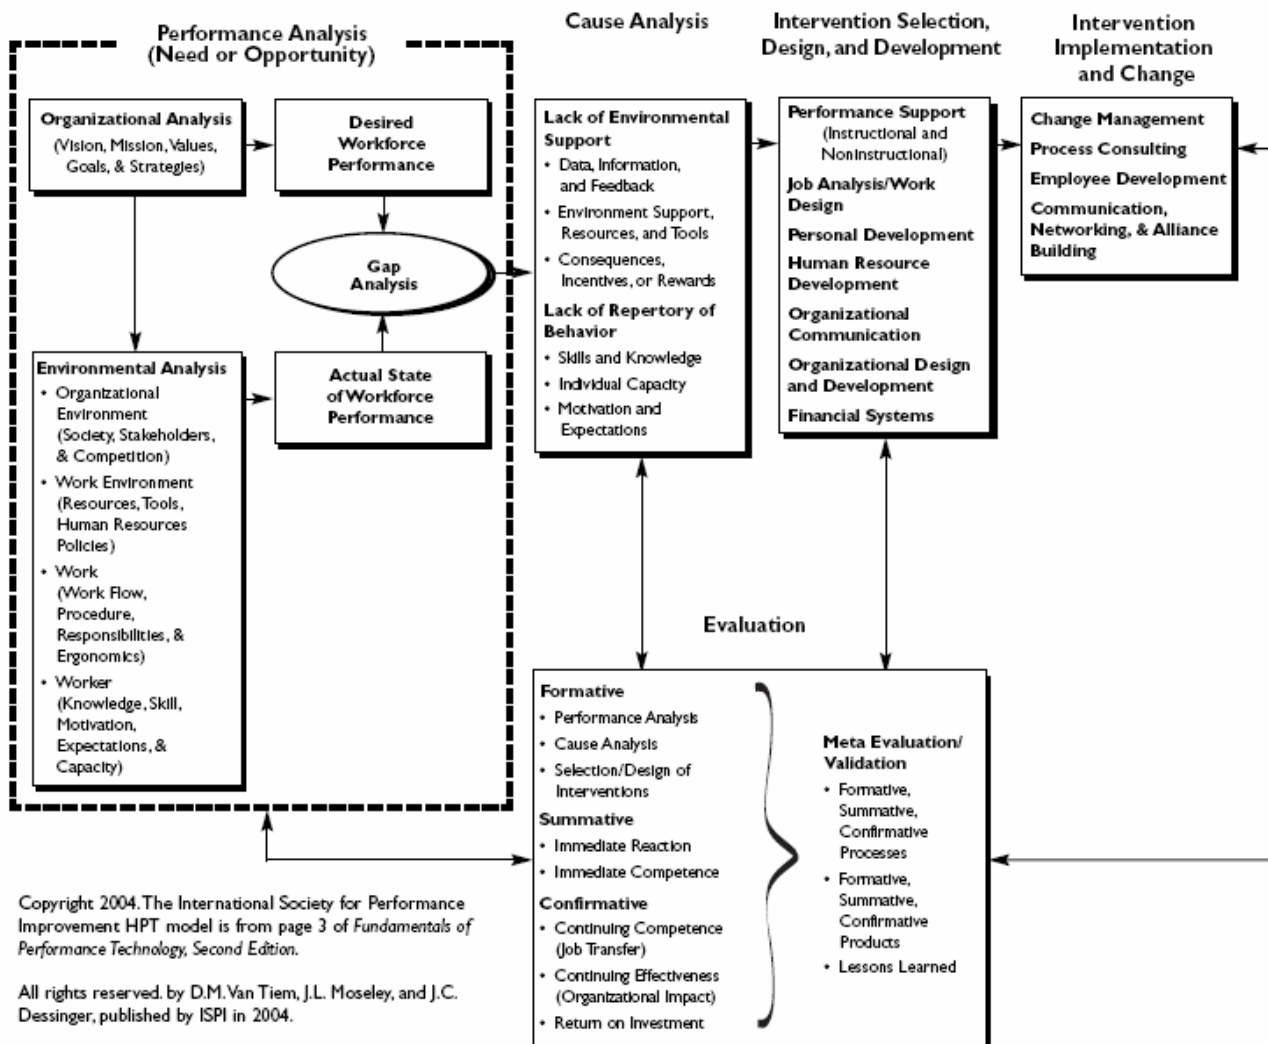 Performance Analysis
(Need or Opportunity)
Organizational Analysis
(Vision, Mission, Values,
Goals, & Strategies)
Desired
Workforce
Performance
Gap
Analysis
Environmental Analysis
• Organizational
Environment
(Society, Stakeholders,
& Competition)
• Work Environment
(Resources, Tools,
Human Resources
Policies)
• Work
(Work Flow,
Procedure,
Responsibilities, &
Ergonomics)
• Worker
(Knowledge, Skill,
Motivation,
Expectations, &
Capacity)
Actual State
of Workforce
Performance
Cause Analysis
Lack of Environmental
Support
• Data, Information,
and Feedback
• Environment Support,
Resources, and Tools
• Consequences,
Incentives, or Rewards
Lack of Repertory of
Behavior
• Skills and Knowledge
• Individual Capacity
• Motivation and
Expectations
Intervention Selection,
Design, and Development
Performance Support
(Instructional and
Noninstructional)
Job Analysis/Work
Design
Personal Development
Human Resource
Development
Organizational
Communication
Organizational Design
and Development
Financial Systems
Intervention
Implementation
and Change
Change Management
Process Consulting
Employee Development
Communication,
Networking, & Alliance
Building
Evaluation
Formative
• Performance Analysis
• Cause Analysis
• Selection/Design of
Interventions
Summative
• Immediate Reaction
• Immediate Competence
Confirmative
• Continuing Competence
(Job Transfer)
• Continuing Effectiveness
(Organizational Impact)
• Return on Investment
Meta Evaluation/
Validation
• Formative,
Summative,
Confirmative
Processes
• Formative,
Summative,
Confirmative
Products
• Lessons Learned
Copyright 2004. The International Society for Performance
Improvement HPT model is from page 3 of Fundamentals of
Performance Technology, Second Edition.
All rights reserved. by D.M. Van Tiem, J.L. Moseley, and J.C.
Dessinger, published by ISPI in 2004.